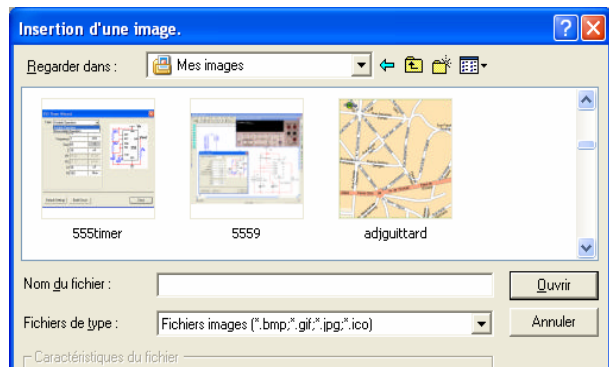 Insertion d'une image.
Regarder dans : Mes images
555timer 5559 adjguittard
Nom du fichier : Ouvrir
Fichiers de type : Fichiers images (*.bmp;*.gif;*.jpg;*.ico) Annuler
Caractéristiques du fichier